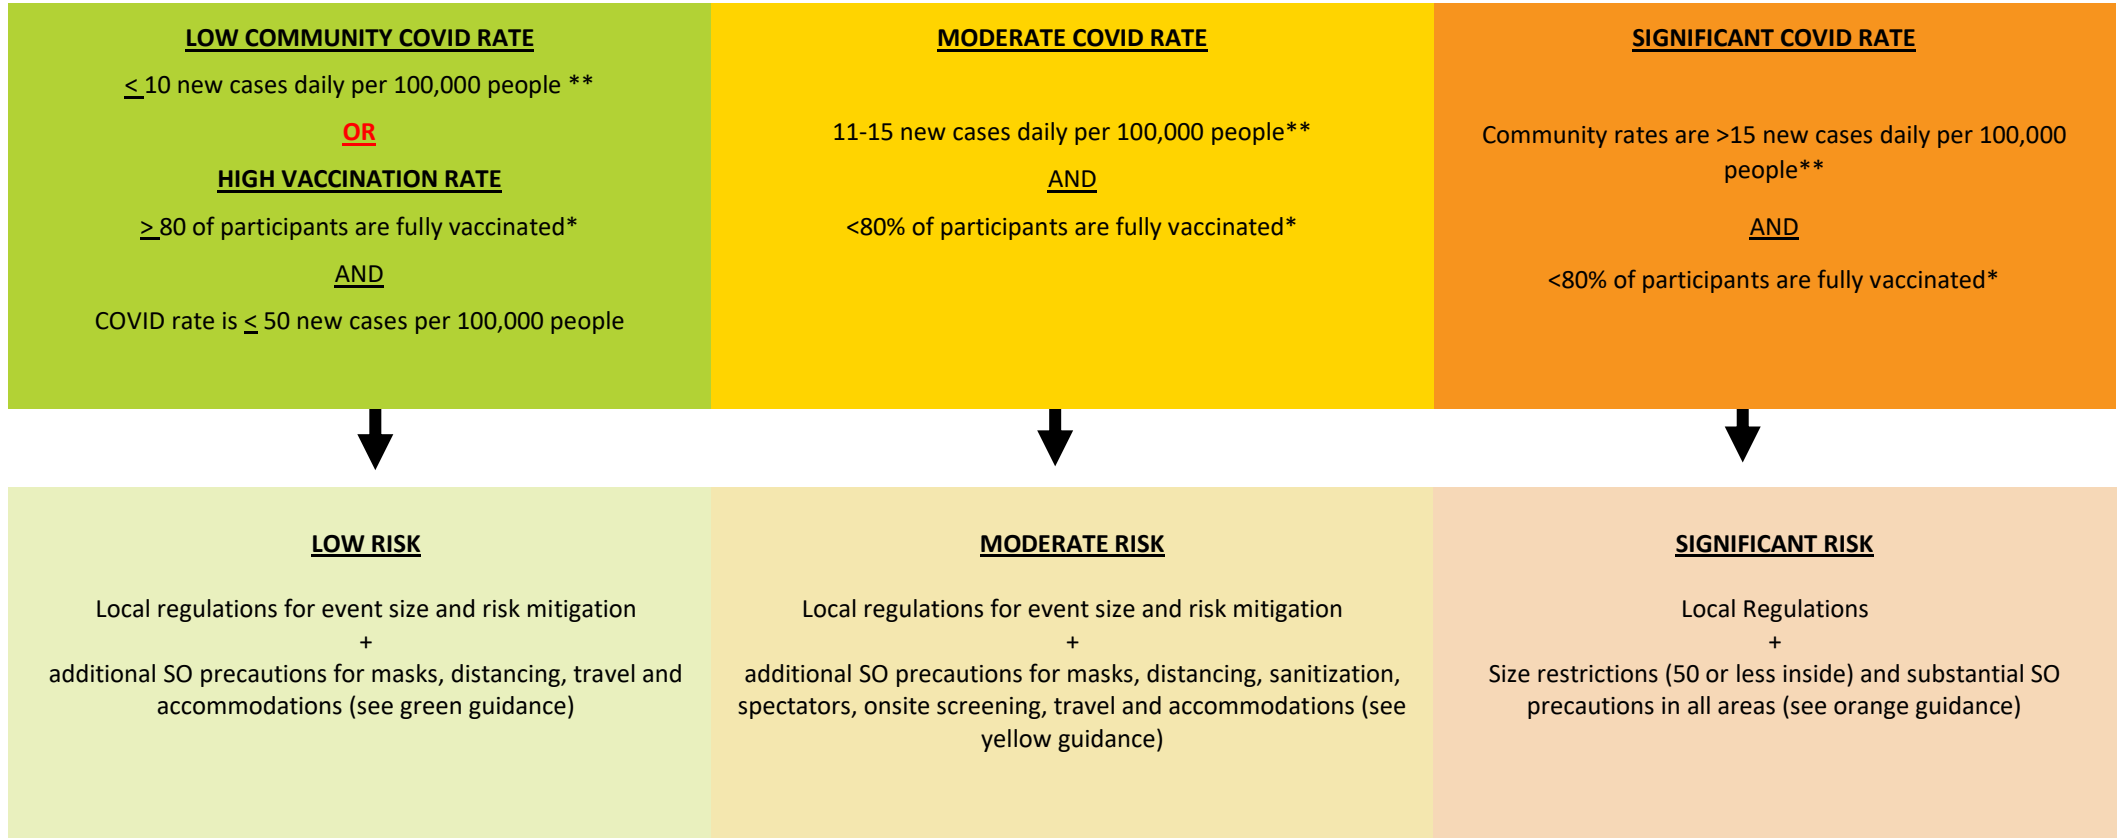 LOW COMMUNITY COVID RATE
< 10 new cases daily per 100,000 people **
OR
HIGH VACCINATION RATE
> 80 of participants are fully vaccinated*
AND
COVID rate is < 50 new cases per 100,000 people
MODERATE COVID RATE
11-15 new cases daily per 100,000 people**
AND
<80% of participants are fully vaccinated*
SIGNIFICANT COVID RATE
Community rates are >15 new cases daily per 100,000
people**
AND
<80% of participants are fully vaccinated*
LOW RISK
Local regulations for event size and risk mitigation
+
additional SO precautions for masks, distancing, travel and
accommodations (see green guidance)
MODERATE RISK
Local regulations for event size and risk mitigation
+
additional SO precautions for masks, distancing, sanitization,
spectators, onsite screening, travel and accommodations (see
yellow guidance)
SIGNIFICANT RISK
Local Regulations
+
Size restrictions (50 or less inside) and substantial SO
precautions in all areas (see orange guidance)